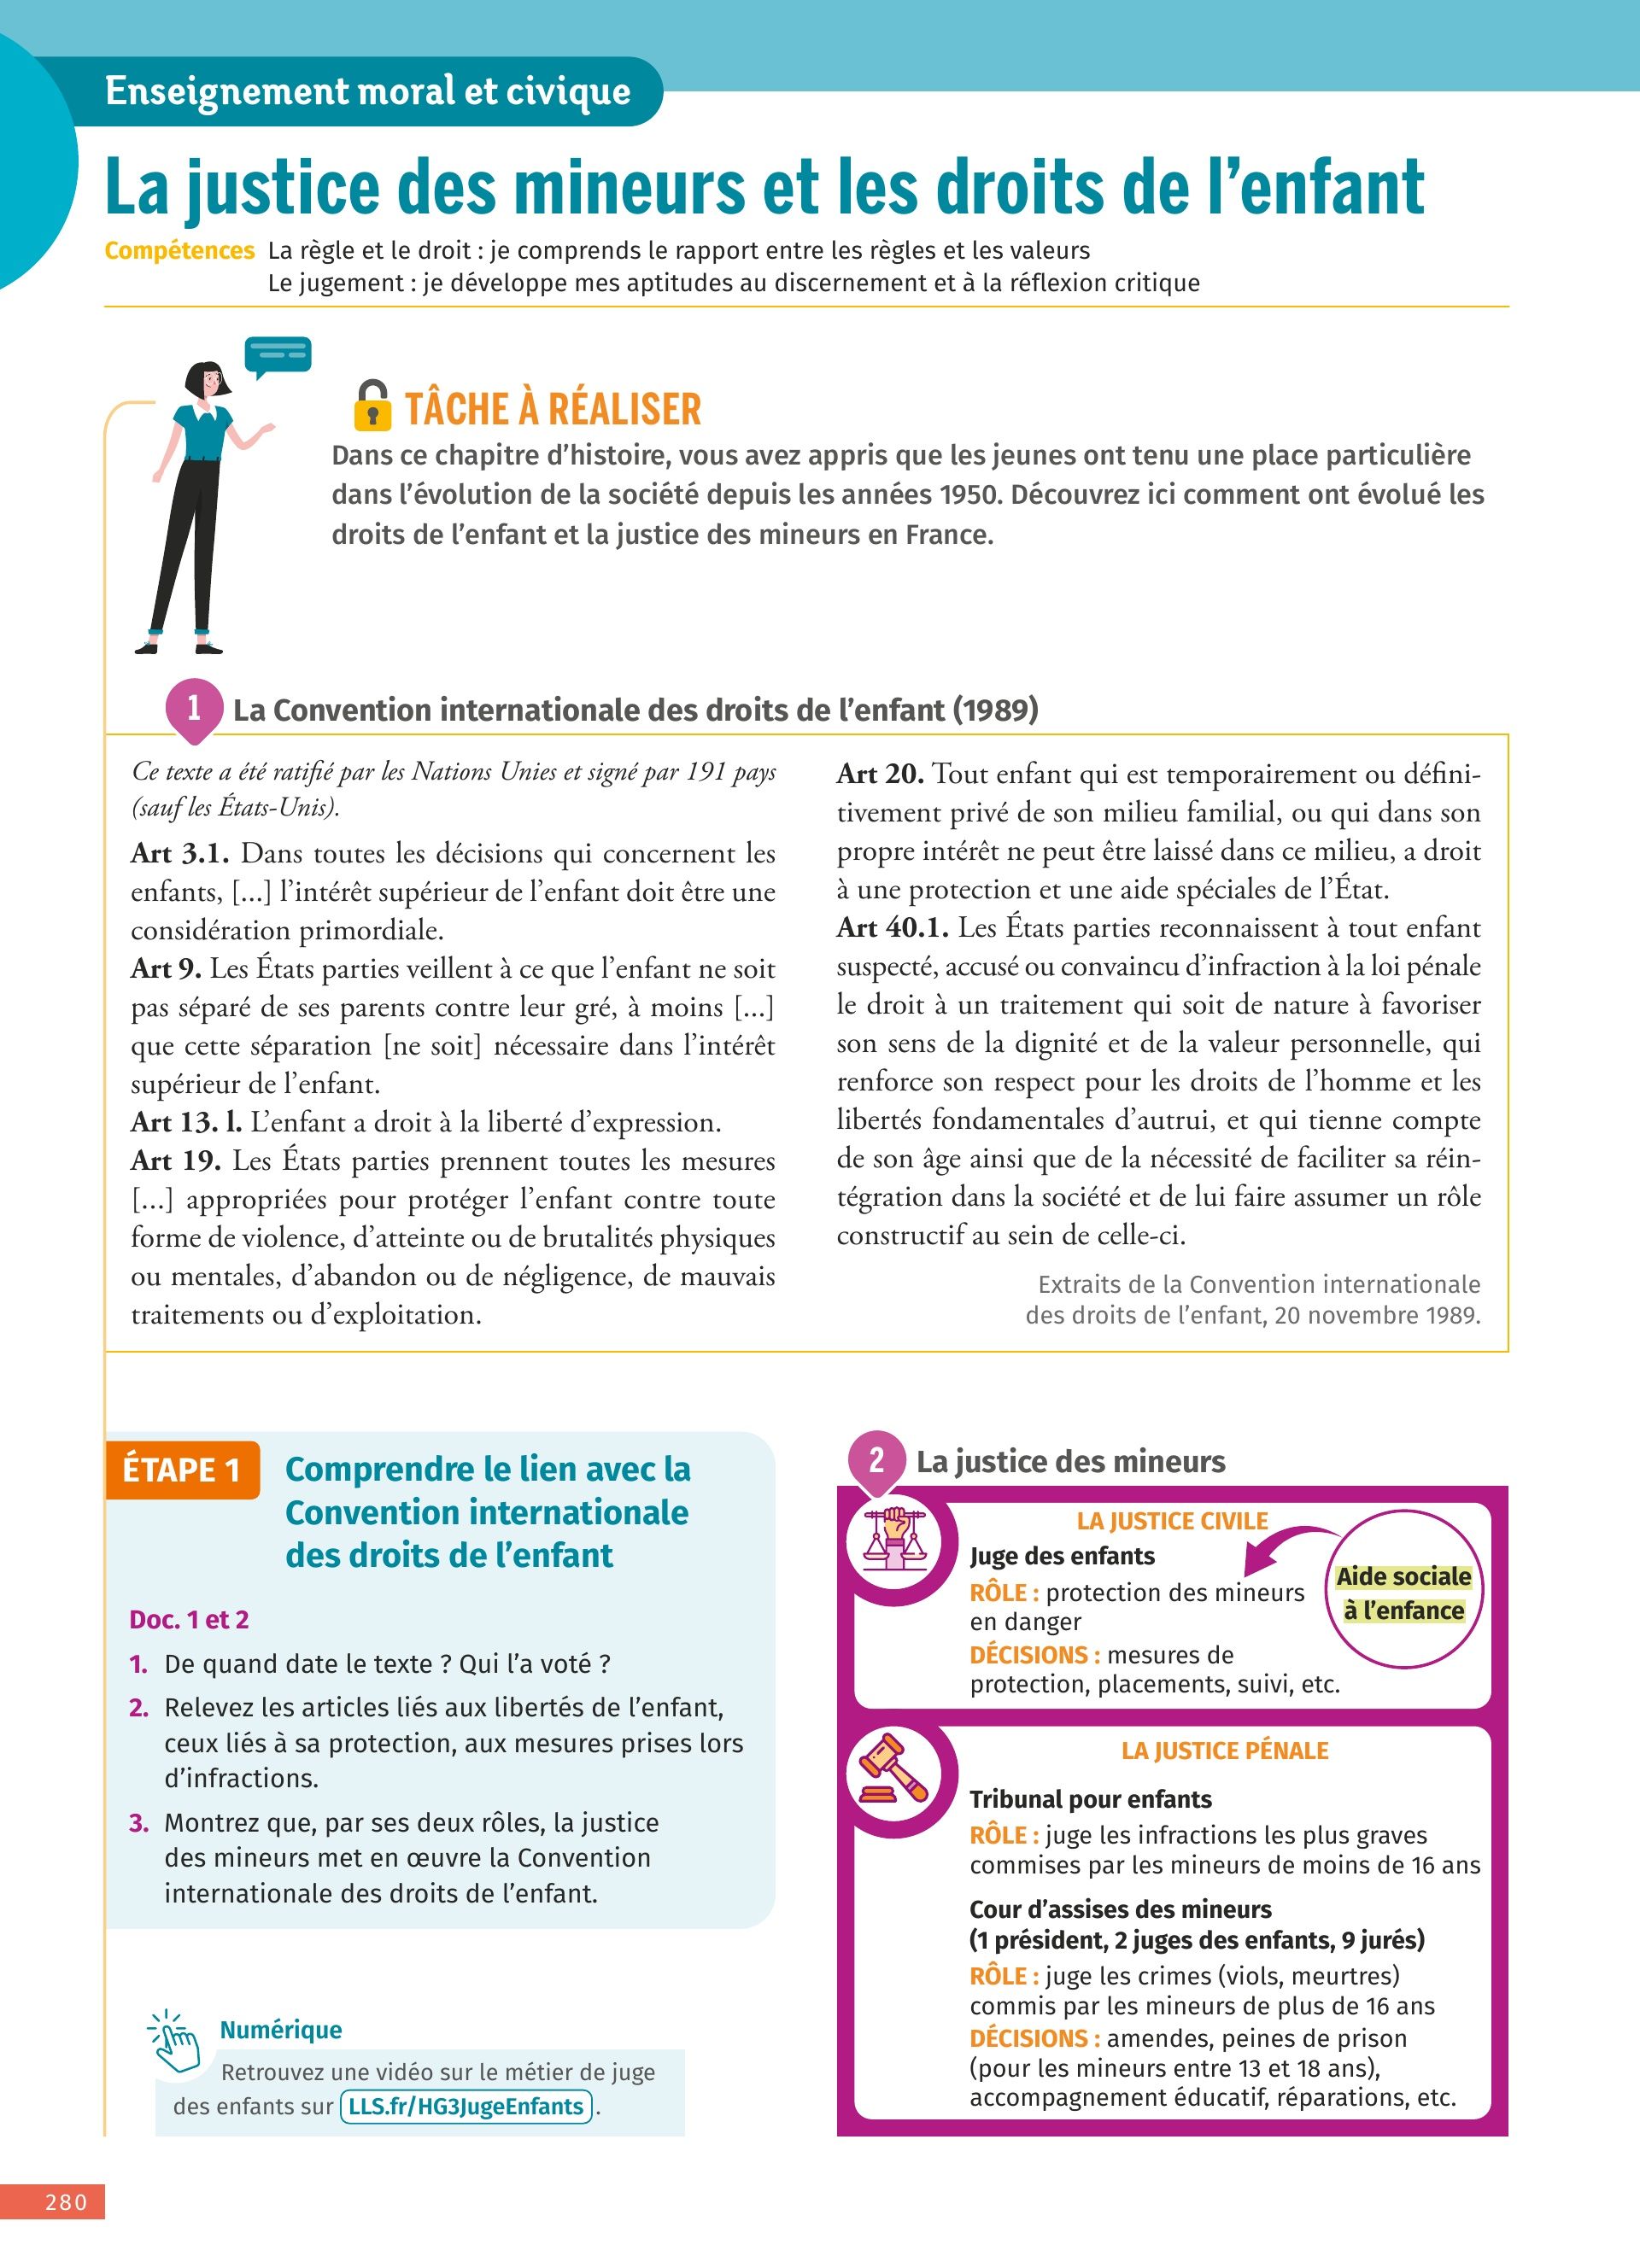 Enseignement moral et civique
La justice des mineurs et les droits de l’enfant
Compétences La règle et le droit : je comprends le rapport entre les règles et les valeurs
Le jugement : je développe mes aptitudes au discernement et à la réflexion critique
TÂCHE À RÉALISER
Dans ce chapitre d’histoire, vous avez appris que les jeunes ont tenu une place particulière
dans l’évolution de la société depuis les années 1950. Découvrez ici comment ont évolué les
droits de l’enfant et la justice des mineurs en France.
1 La Convention internationale des droits de l’enfant (1989)
Ce texte a été ratifié par les Nations Unies et signé par 191 pays
(sauf les États-Unis).
Art 3.1. Dans toutes les décisions qui concernent les
enfants, [...] l’intérêt supérieur de l’enfant doit être une
considération primordiale.
Art 9. Les États parties veillent à ce que l’enfant ne soit
pas séparé de ses parents contre leur gré, à moins [...]
que cette séparation [ne soit] nécessaire dans l’intérêt
supérieur de l’enfant.
Art 13. l. L’enfant a droit à la liberté d’expression.
Art 19. Les États parties prennent toutes les mesures
[...] appropriées pour protéger l’enfant contre toute
forme de violence, d’atteinte ou de brutalités physiques
ou mentales, d’abandon ou de négligence, de mauvais
traitements ou d’exploitation.
Art 20. Tout enfant qui est temporairement ou défini-
tivement privé de son milieu familial, ou qui dans son
propre intérêt ne peut être laissé dans ce milieu, a droit
à une protection et une aide spéciales de l’État.
Art 40.1. Les États parties reconnaissent à tout enfant
suspecté, accusé ou convaincu d’infraction à la loi pénale
le droit à un traitement qui soit de nature à favoriser
son sens de la dignité et de la valeur personnelle, qui
renforce son respect pour les droits de l’homme et les
libertés fondamentales d’autrui, et qui tienne compte
de son âge ainsi que de la nécessité de faciliter sa réin-
tégration dans la société et de lui faire assumer un rôle
constructif au sein de celle-ci.
Extraits de la Convention internationale
des droits de l’enfant, 20 novembre 1989.
ÉTAPE 1 Comprendre le lien avec la
Convention internationale
des droits de l’enfant
Doc. 1 et 2
1. De quand date le texte ? Qui l’a voté ?
2. Relevez les articles liés aux libertés de l’enfant,
ceux liés à sa protection, aux mesures prises lors
d’infractions.
3. Montrez que, par ses deux rôles, la justice
des mineurs met en œuvre la Convention
internationale des droits de l’enfant.
Numérique
Retrouvez une vidéo sur le métier de juge
des enfants sur LLS.fr/HG3JugeEnfants .
2 La justice des mineurs
LA JUSTICE CIVILE
Juge des enfants
RÔLE : protection des mineurs
en danger
DÉCISIONS : mesures de
protection, placements, suivi, etc.
Aide sociale
à l’enfance
LA JUSTICE PÉNALE
Tribunal pour enfants
RÔLE : juge les infractions les plus graves
commises par les mineurs de moins de 16 ans
Cour d’assises des mineurs
(1 président, 2 juges des enfants, 9 jurés)
RÔLE : juge les crimes (viols, meurtres)
commis par les mineurs de plus de 16 ans
DÉCISIONS : amendes, peines de prison
(pour les mineurs entre 13 et 18 ans),
accompagnement éducatif, réparations, etc.
280